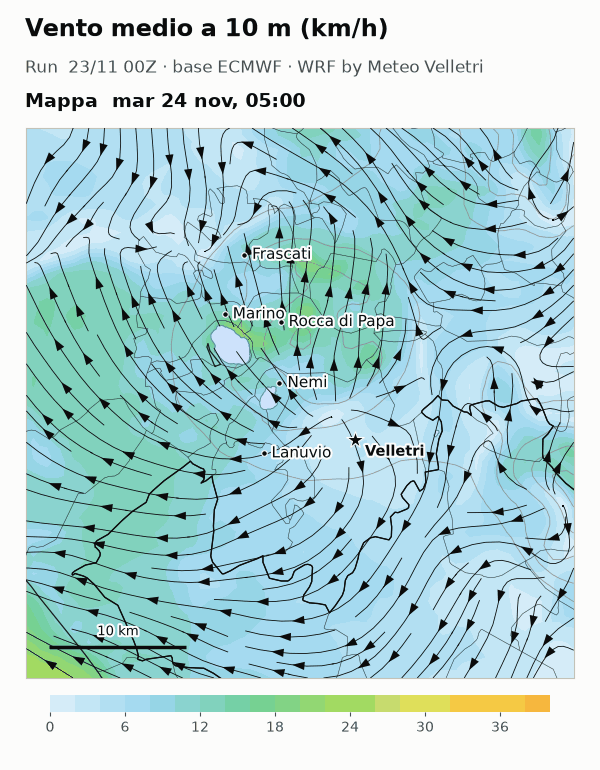 Vento medio a 10 m (km/h)
Run  23/11 00Z · base ECMWF · WRF by Meteo Velletri
Mappa  mar 24 nov, 05:00
Frascati
Marino
Rocca di Papa
Nemi
Lanuvio
Velletri
10 km
0 6 12 18 24 30 36